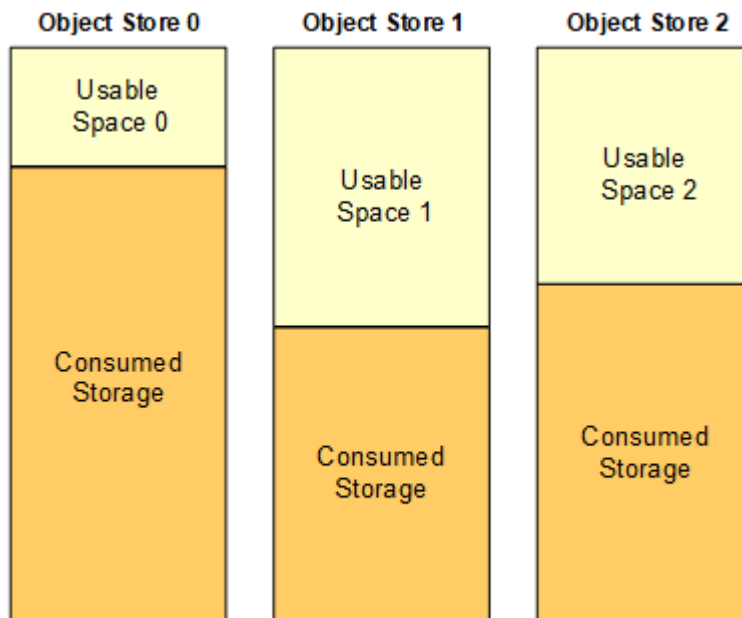 Object Store 0
Object Store 1
Object Store 2
Usable
Space 0
Usable
Space 1
Usable
Space 2
Consumed
Storage
Consumed
Storage
Consumed
Storage